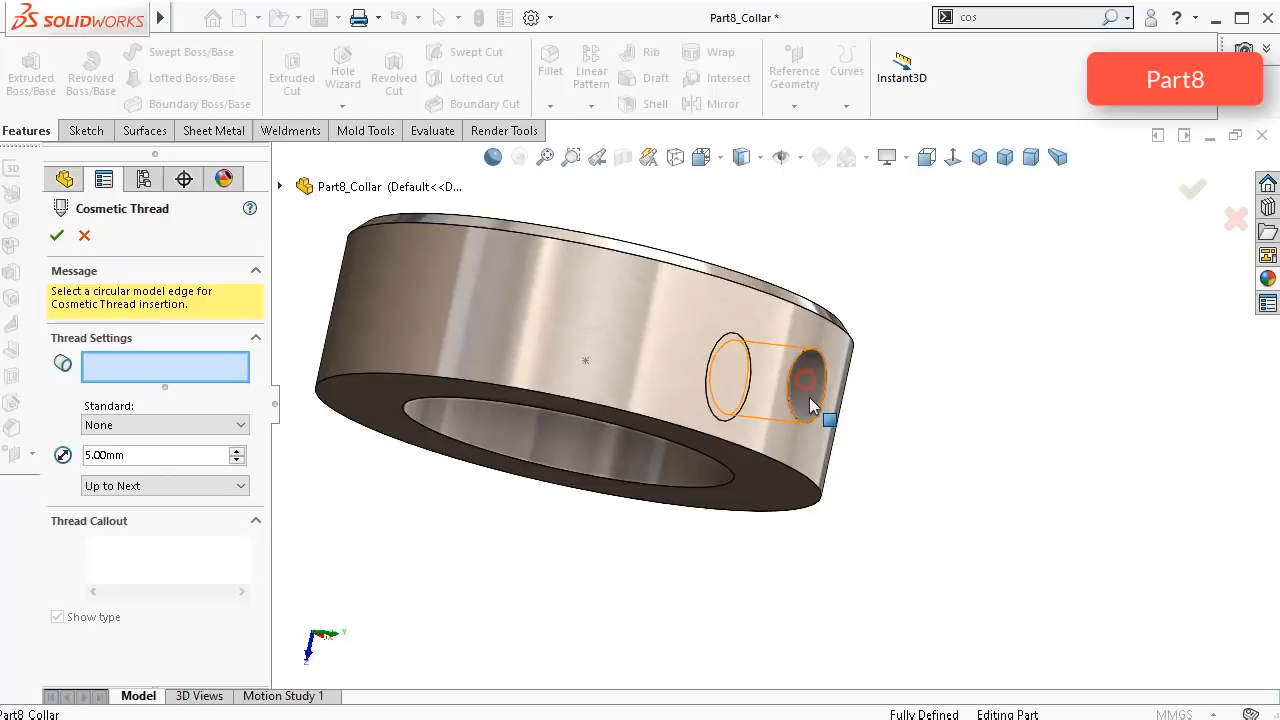 SOLIDWORKS
Part8_Collar *
cos
Extruded Boss/Base
Revolved Boss/Base
Swept Boss/Base
Lofted Boss/Base
Boundary Boss/Base
Extruded Cut
Hole Wizard
Revolved Cut
Swept Cut
Lofted Cut
Boundary Cut
Fillet
Linear Pattern
Rib
Draft
Shell
Wrap
Intersect
Mirror
Reference Geometry
Curves
Instant3D
Part8
Features
Sketch
Surfaces
Sheet Metal
Weldments
Mold Tools
Evaluate
Render Tools
Part8_Collar (Default<<D...
Cosmetic Thread
Message
Select a circular model edge for
Cosmetic Thread insertion.
Thread Settings
Standard:
None
5.00mm
Up to Next
Thread Callout
Show type
Y
Z
Model
3D Views
Motion Study 1
Part8 Collar
Fully Defined
Editing Part
MMGS